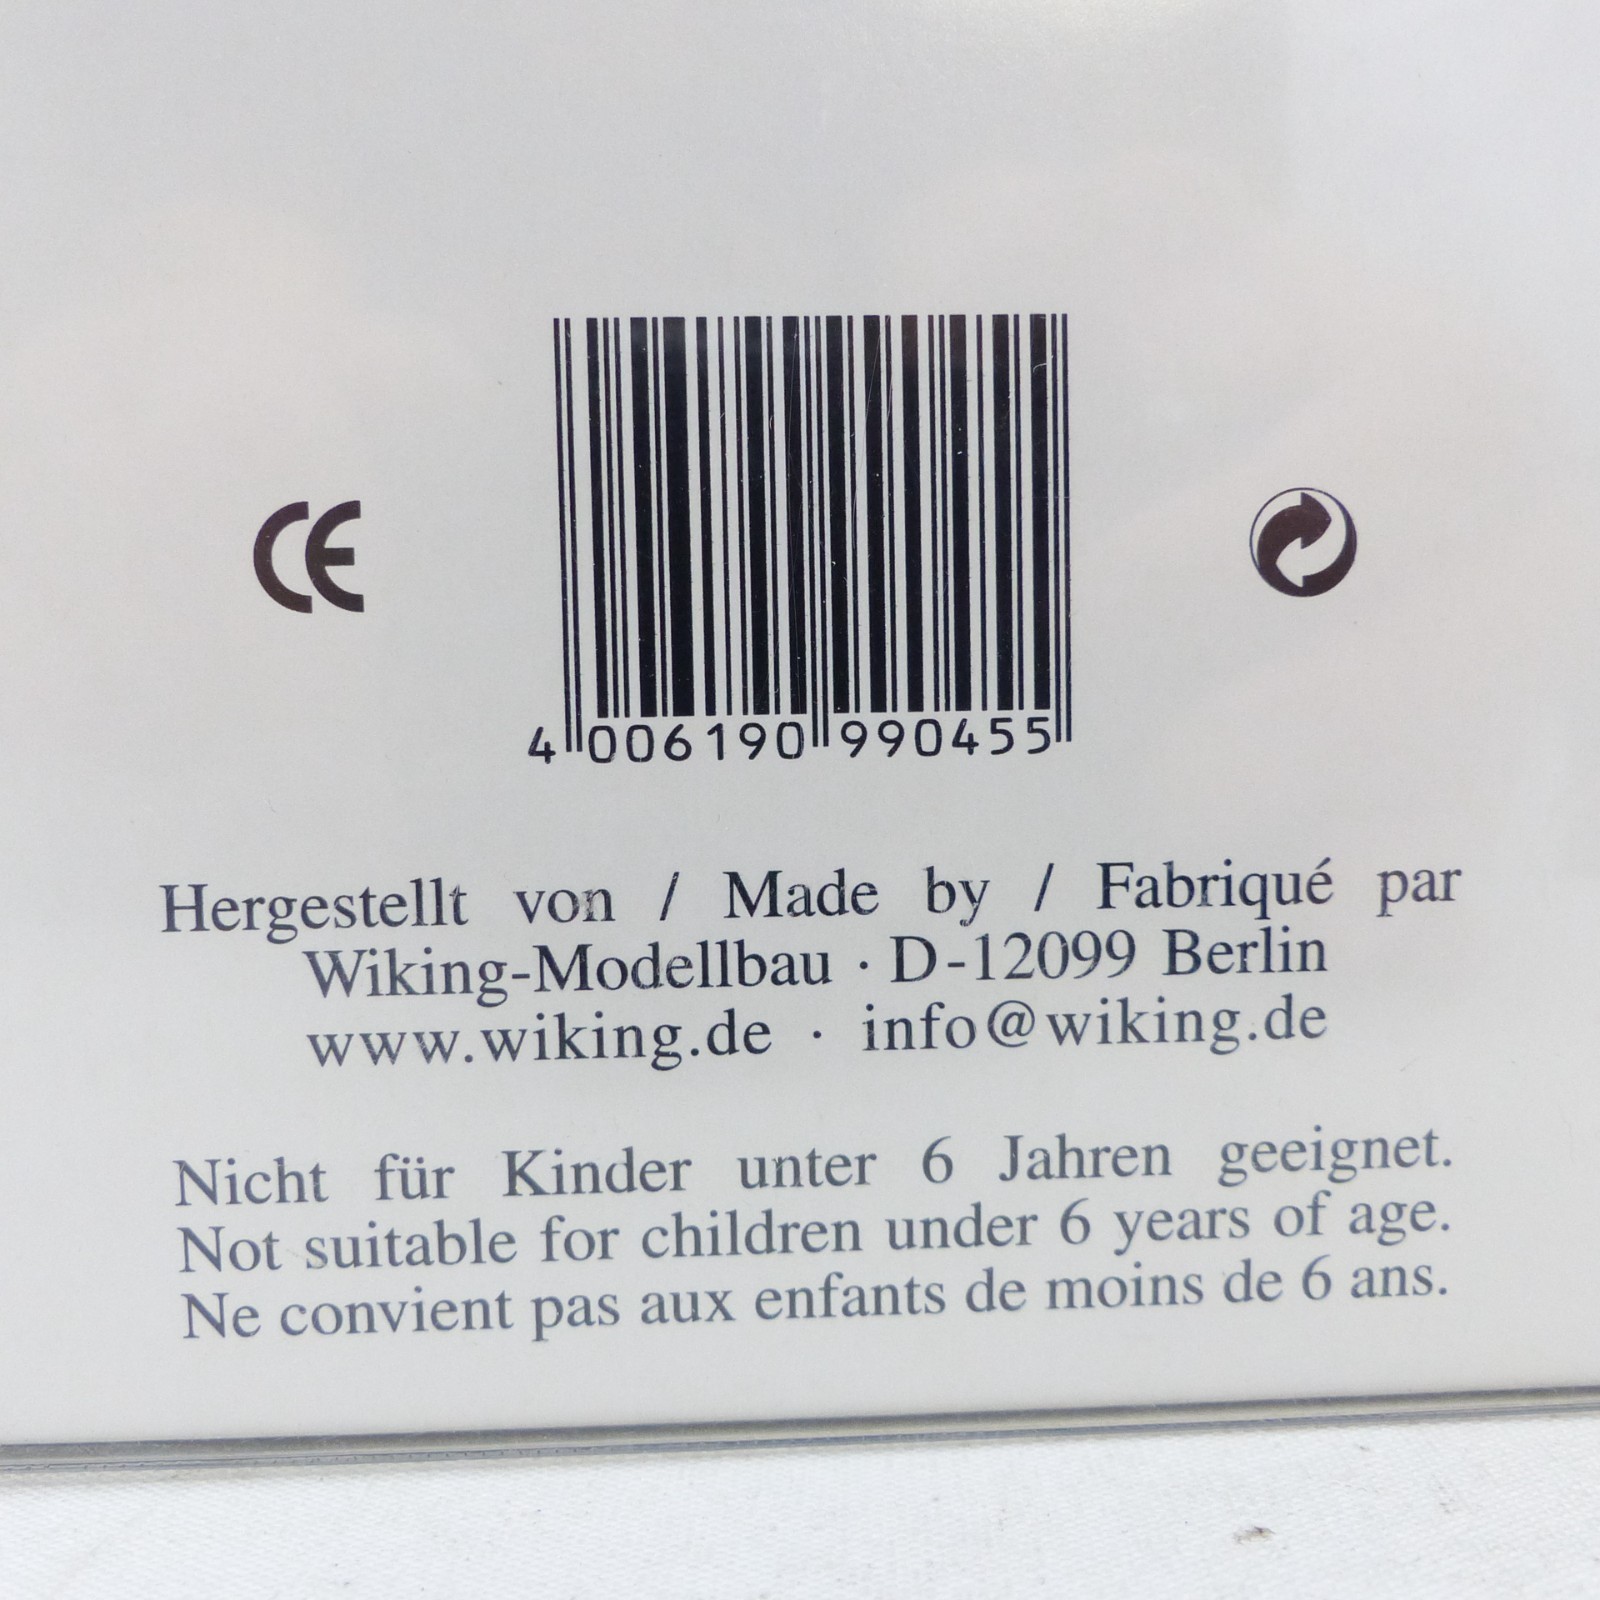 CE
4 006190 990455
Hergestellt von / Made by / Fabriqué par
Wiking-Modellbau · D-12099 Berlin
www.wiking.de · info@wiking.de
Nicht für Kinder unter 6 Jahren geeignet.
Not suitable for children under 6 years of age.
Ne convient pas aux enfants de moins de 6 ans.